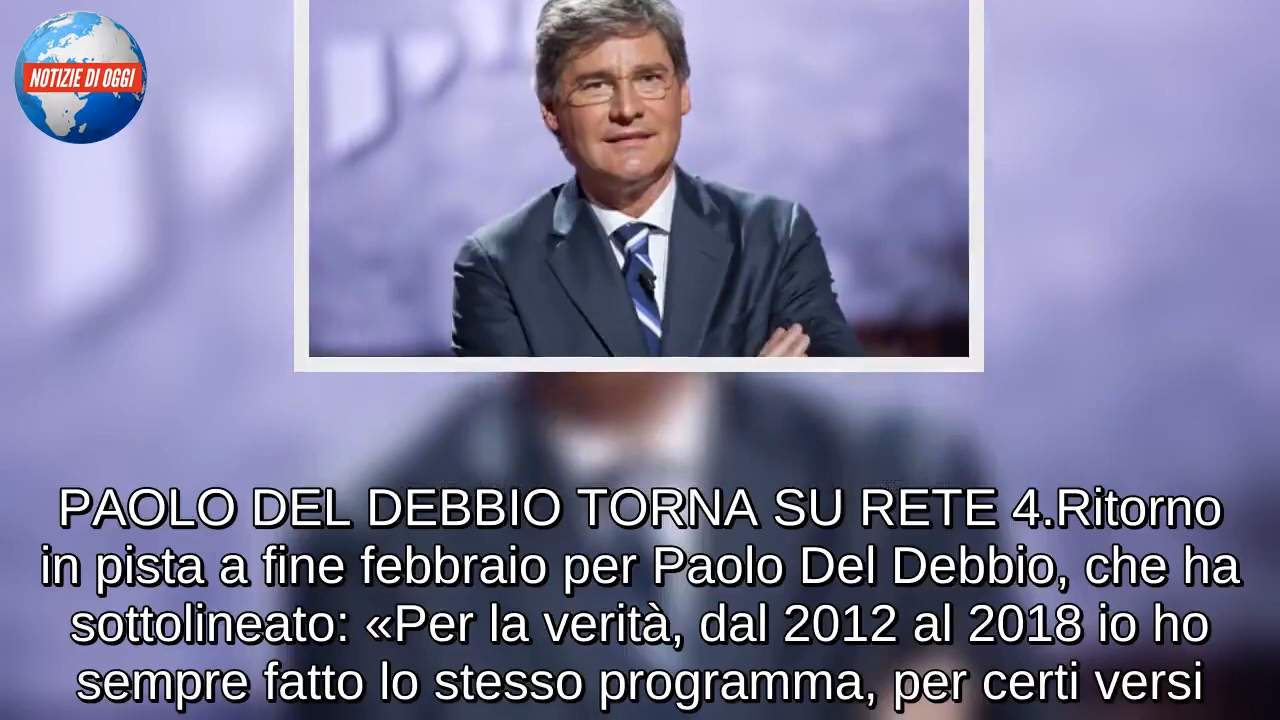 NOTIZIE DI OGGI
PAOLO DEL DEBBIO TORNA SU RETE 4.Ritorno
in pista a fine febbraio per Paolo Del Debbio, che ha
sottolineato: «Per la verità, dal 2012 al 2018 io ho
sempre fatto lo stesso programma, per certi versi